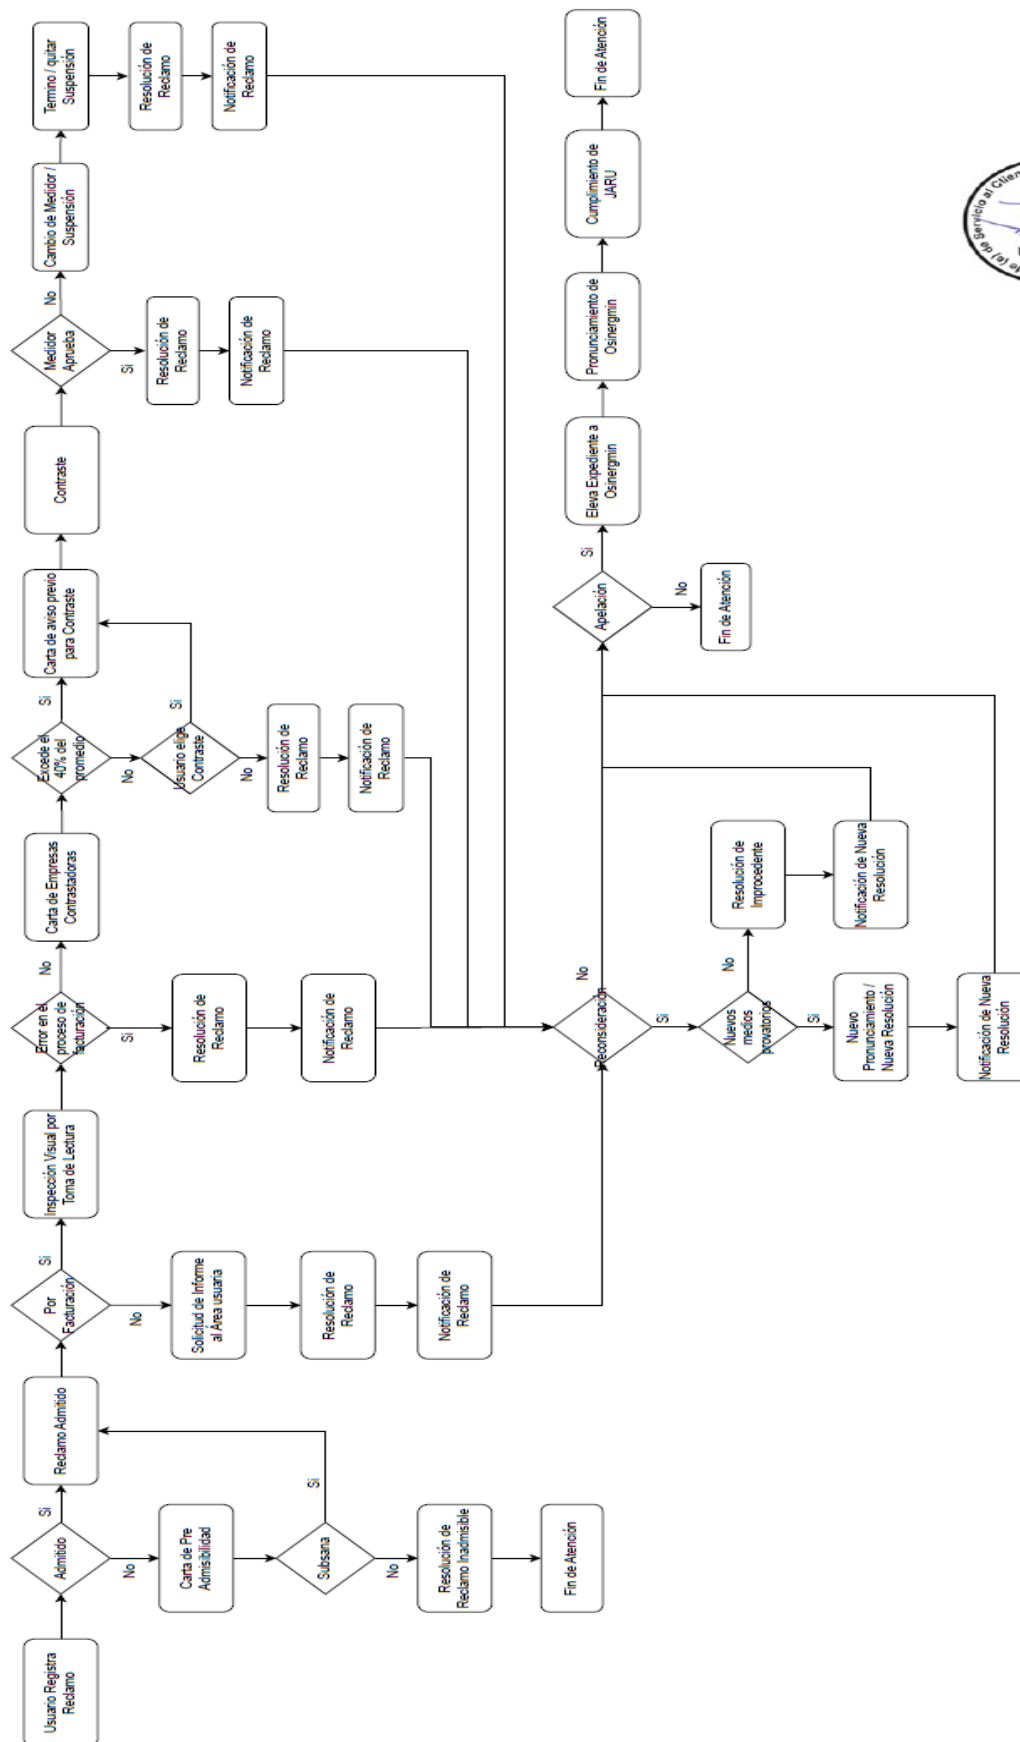 Usuario Registra
Reclamo
Admitido
Si
No
Reclamo Admitido
Carta de Pre
Admisibilidad
Subsana
Si
No
Resolución de
Reclamo Inadmisible
Fin de Atención
Por
Facturación
Si
No
Solicitud de Informe
al Área usuaria
Resolución de
Reclamo
Notificación de
Reclamo
Inspección Visual por
Toma de Lectura
Error en el
proceso de
facturación
No
Si
Resolución de
Reclamo
Notificación de
Reclamo
Carta de Empresas
Contrastadoras
Excede el
40% del
promedio
Si
No
Usuario elige
Contraste
Si
No
Resolución de
Reclamo
Notificación de
Reclamo
Carta de aviso previo
para Contraste
Contraste
Medidor
Aprueba
No
Si
Resolución de
Reclamo
Notificación de
Reclamo
Cambio de Medidor /
Suspensión
Termino / quitar
Suspensión
Resolución de
Reclamo
Notificación de
Reclamo
Reconsideración
No
Si
Nuevos
medios
provatorios
No
Si
Resolución de
Improcedente
Notificación de Nueva
Resolución
Nuevo
Pronunciamiento /
Nueva Resolución
Notificación de Nueva
Resolución
Apelación
Si
No
Fin de Atención
Eleva Expediente a
Osinergmin
Pronunciamiento de
Osinergmin
Cumplimiento de
JARU
Fin de Atención
(e) de Servicio al Clien